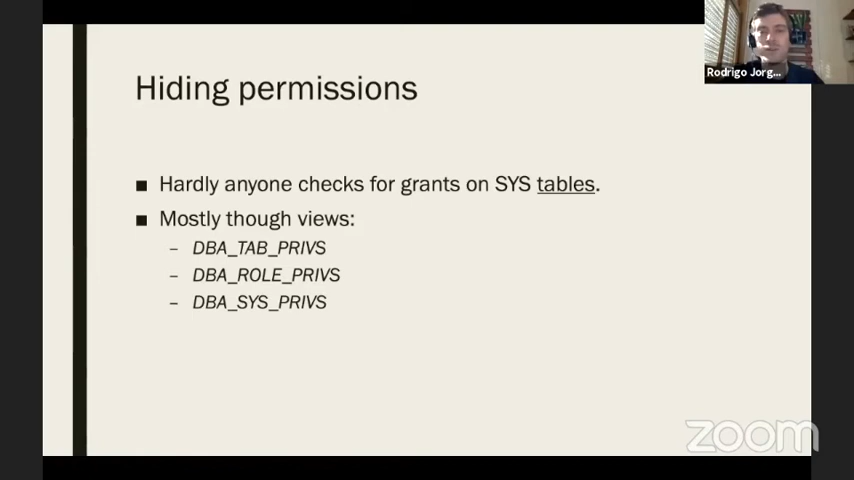 Rodrigo Jorg...
Hiding permissions
■ Hardly anyone checks for grants on SYS tables.
■ Mostly though views:
– DBA_TAB_PRIVS
– DBA_ROLE_PRIVS
– DBA_SYS_PRIVS
zoom